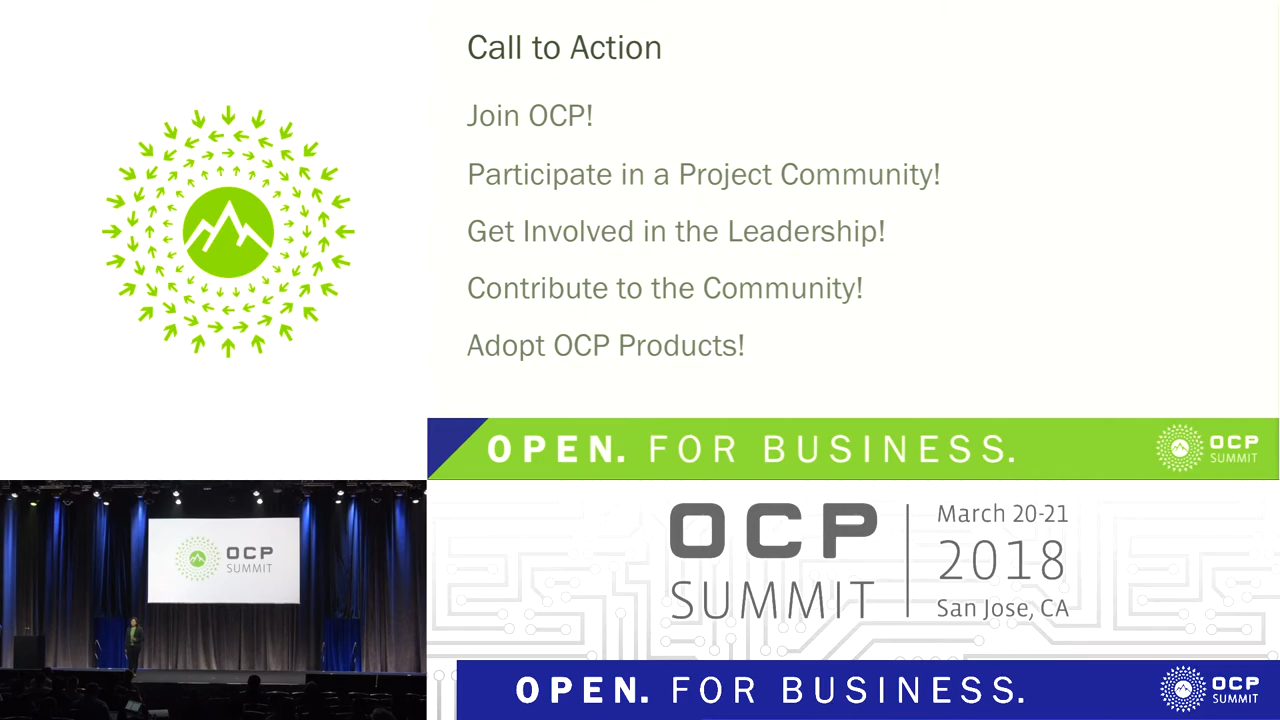 Call to Action
Join OCP!
Participate in a Project Community!
Get Involved in the Leadership!
Contribute to the Community!
Adopt OCP Products!
OPEN. FOR BUSINESS.
OCP
SUMMIT
OCP
SUMMIT
OCP
SUMMIT
March 20-21
2018
San Jose, CA
OPEN. FOR BUSINESS.
OCP
SUMMIT